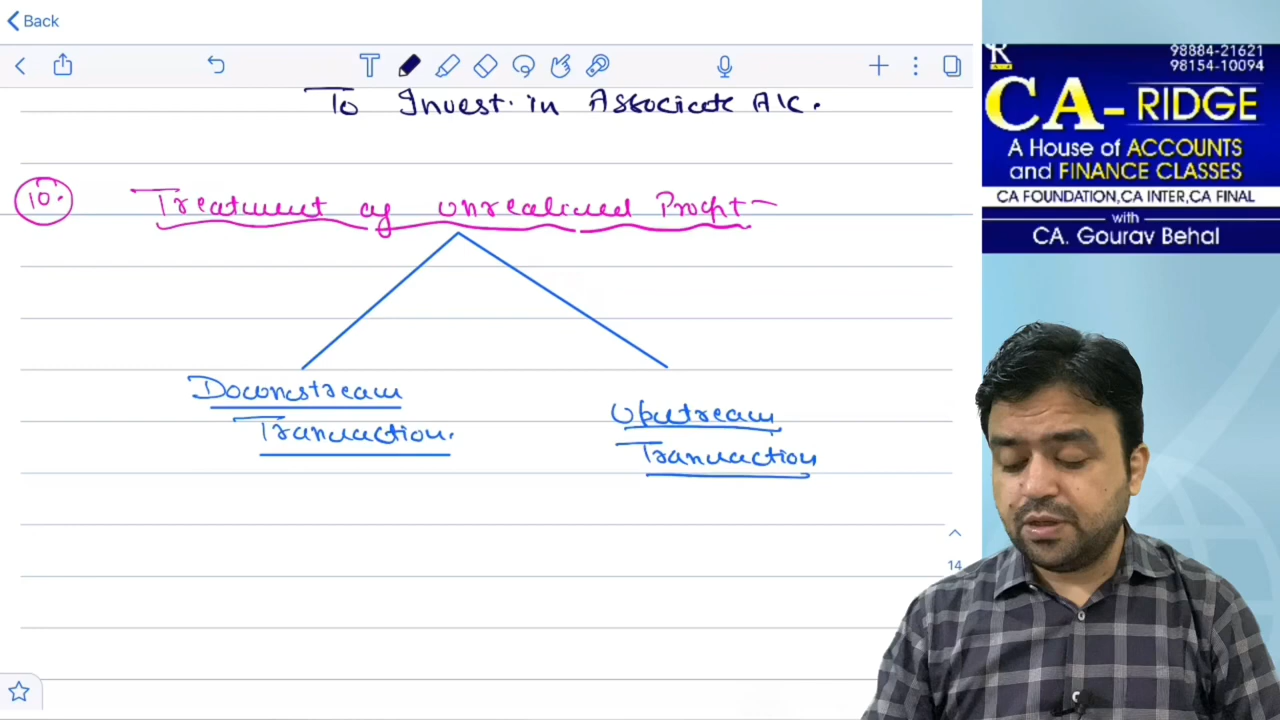 Back
To Invest. in Associate A/c.
10. Treatment of unrealised Profit -
Downstream
Transaction.
Upstream
Transaction
14
R
98884-21621
98154-10094
CA- RIDGE
A House of ACCOUNTS
and FINANCE CLASSES
CA FOUNDATION,CA INTER,CA FINAL
with
CA. Gourav Behal